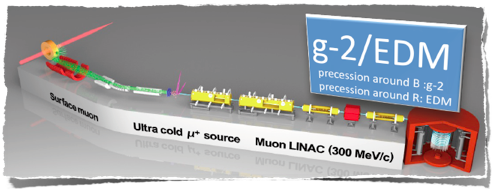 g-2/EDM
precession around B :g-2
precession around R: EDM
Surface muon
Ultra cold μ+ source
Muon LINAC (300 MeV/c)